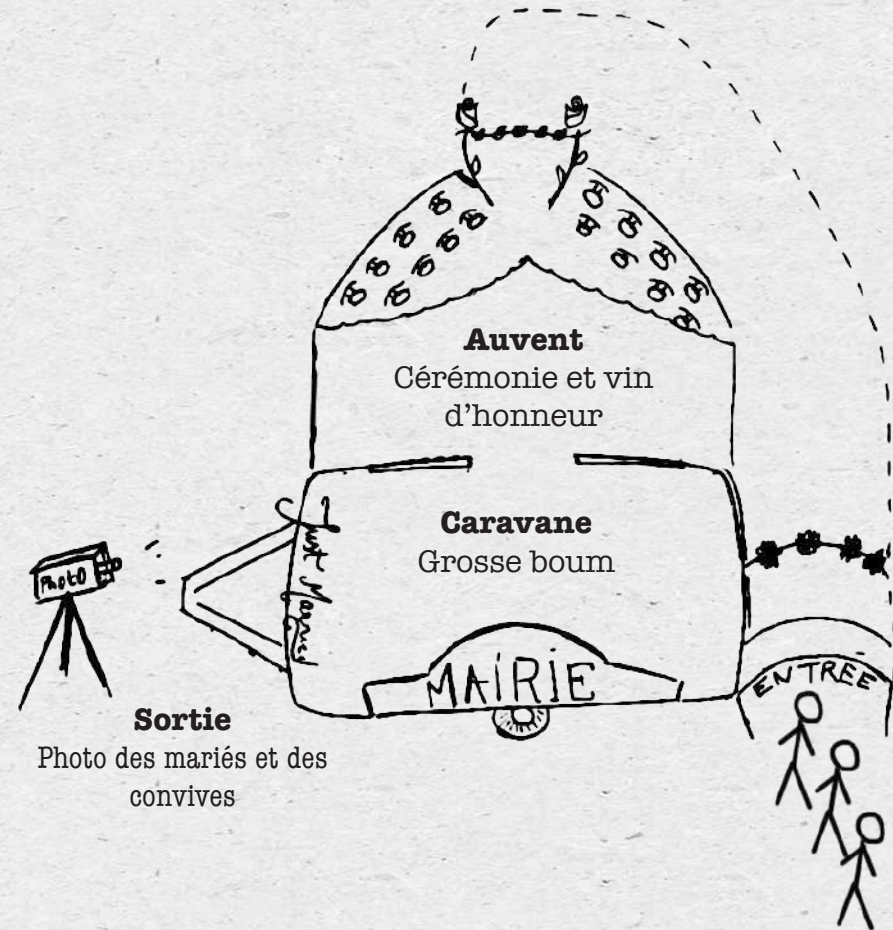 Auvent
Cérémonie et vin
d'honneur
Caravane
Grosse boum
Just Married
PhotO
MAiRiE
ENTRÉE
Sortie
Photo des mariés et des
convives